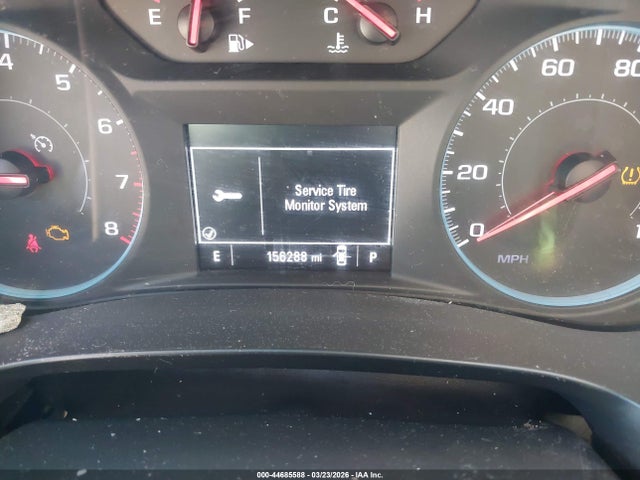 E F C H
4 5 6 7 8
Service Tire
Monitor System
E 156288 mi P
0 20 40 60 80
MPH
000-44685588 | 03/23/2026 | IAA Inc.